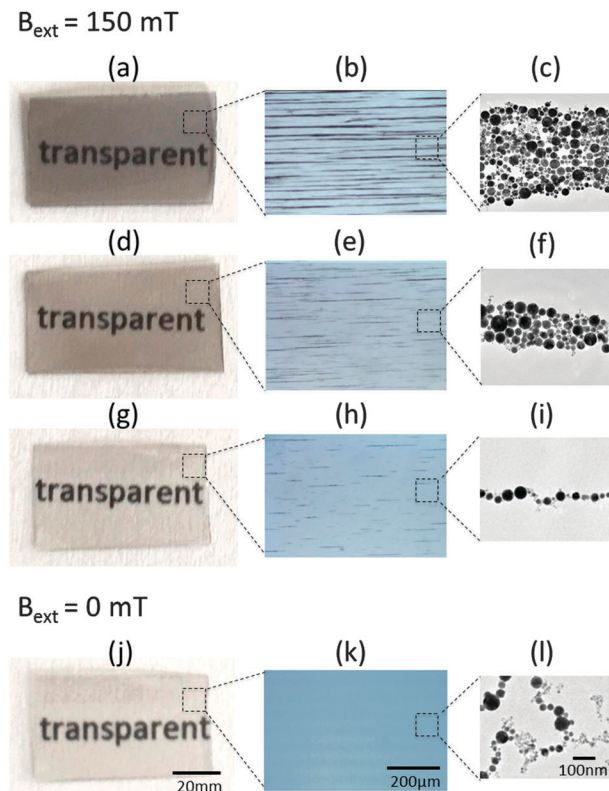 B_ext = 150 mT
(a) (b) (c)
transparent
(d) (e) (f)
transparent
(g) (h) (i)
transparent
B_ext = 0 mT
(j) (k) (l)
transparent
20mm 200μm 100nm